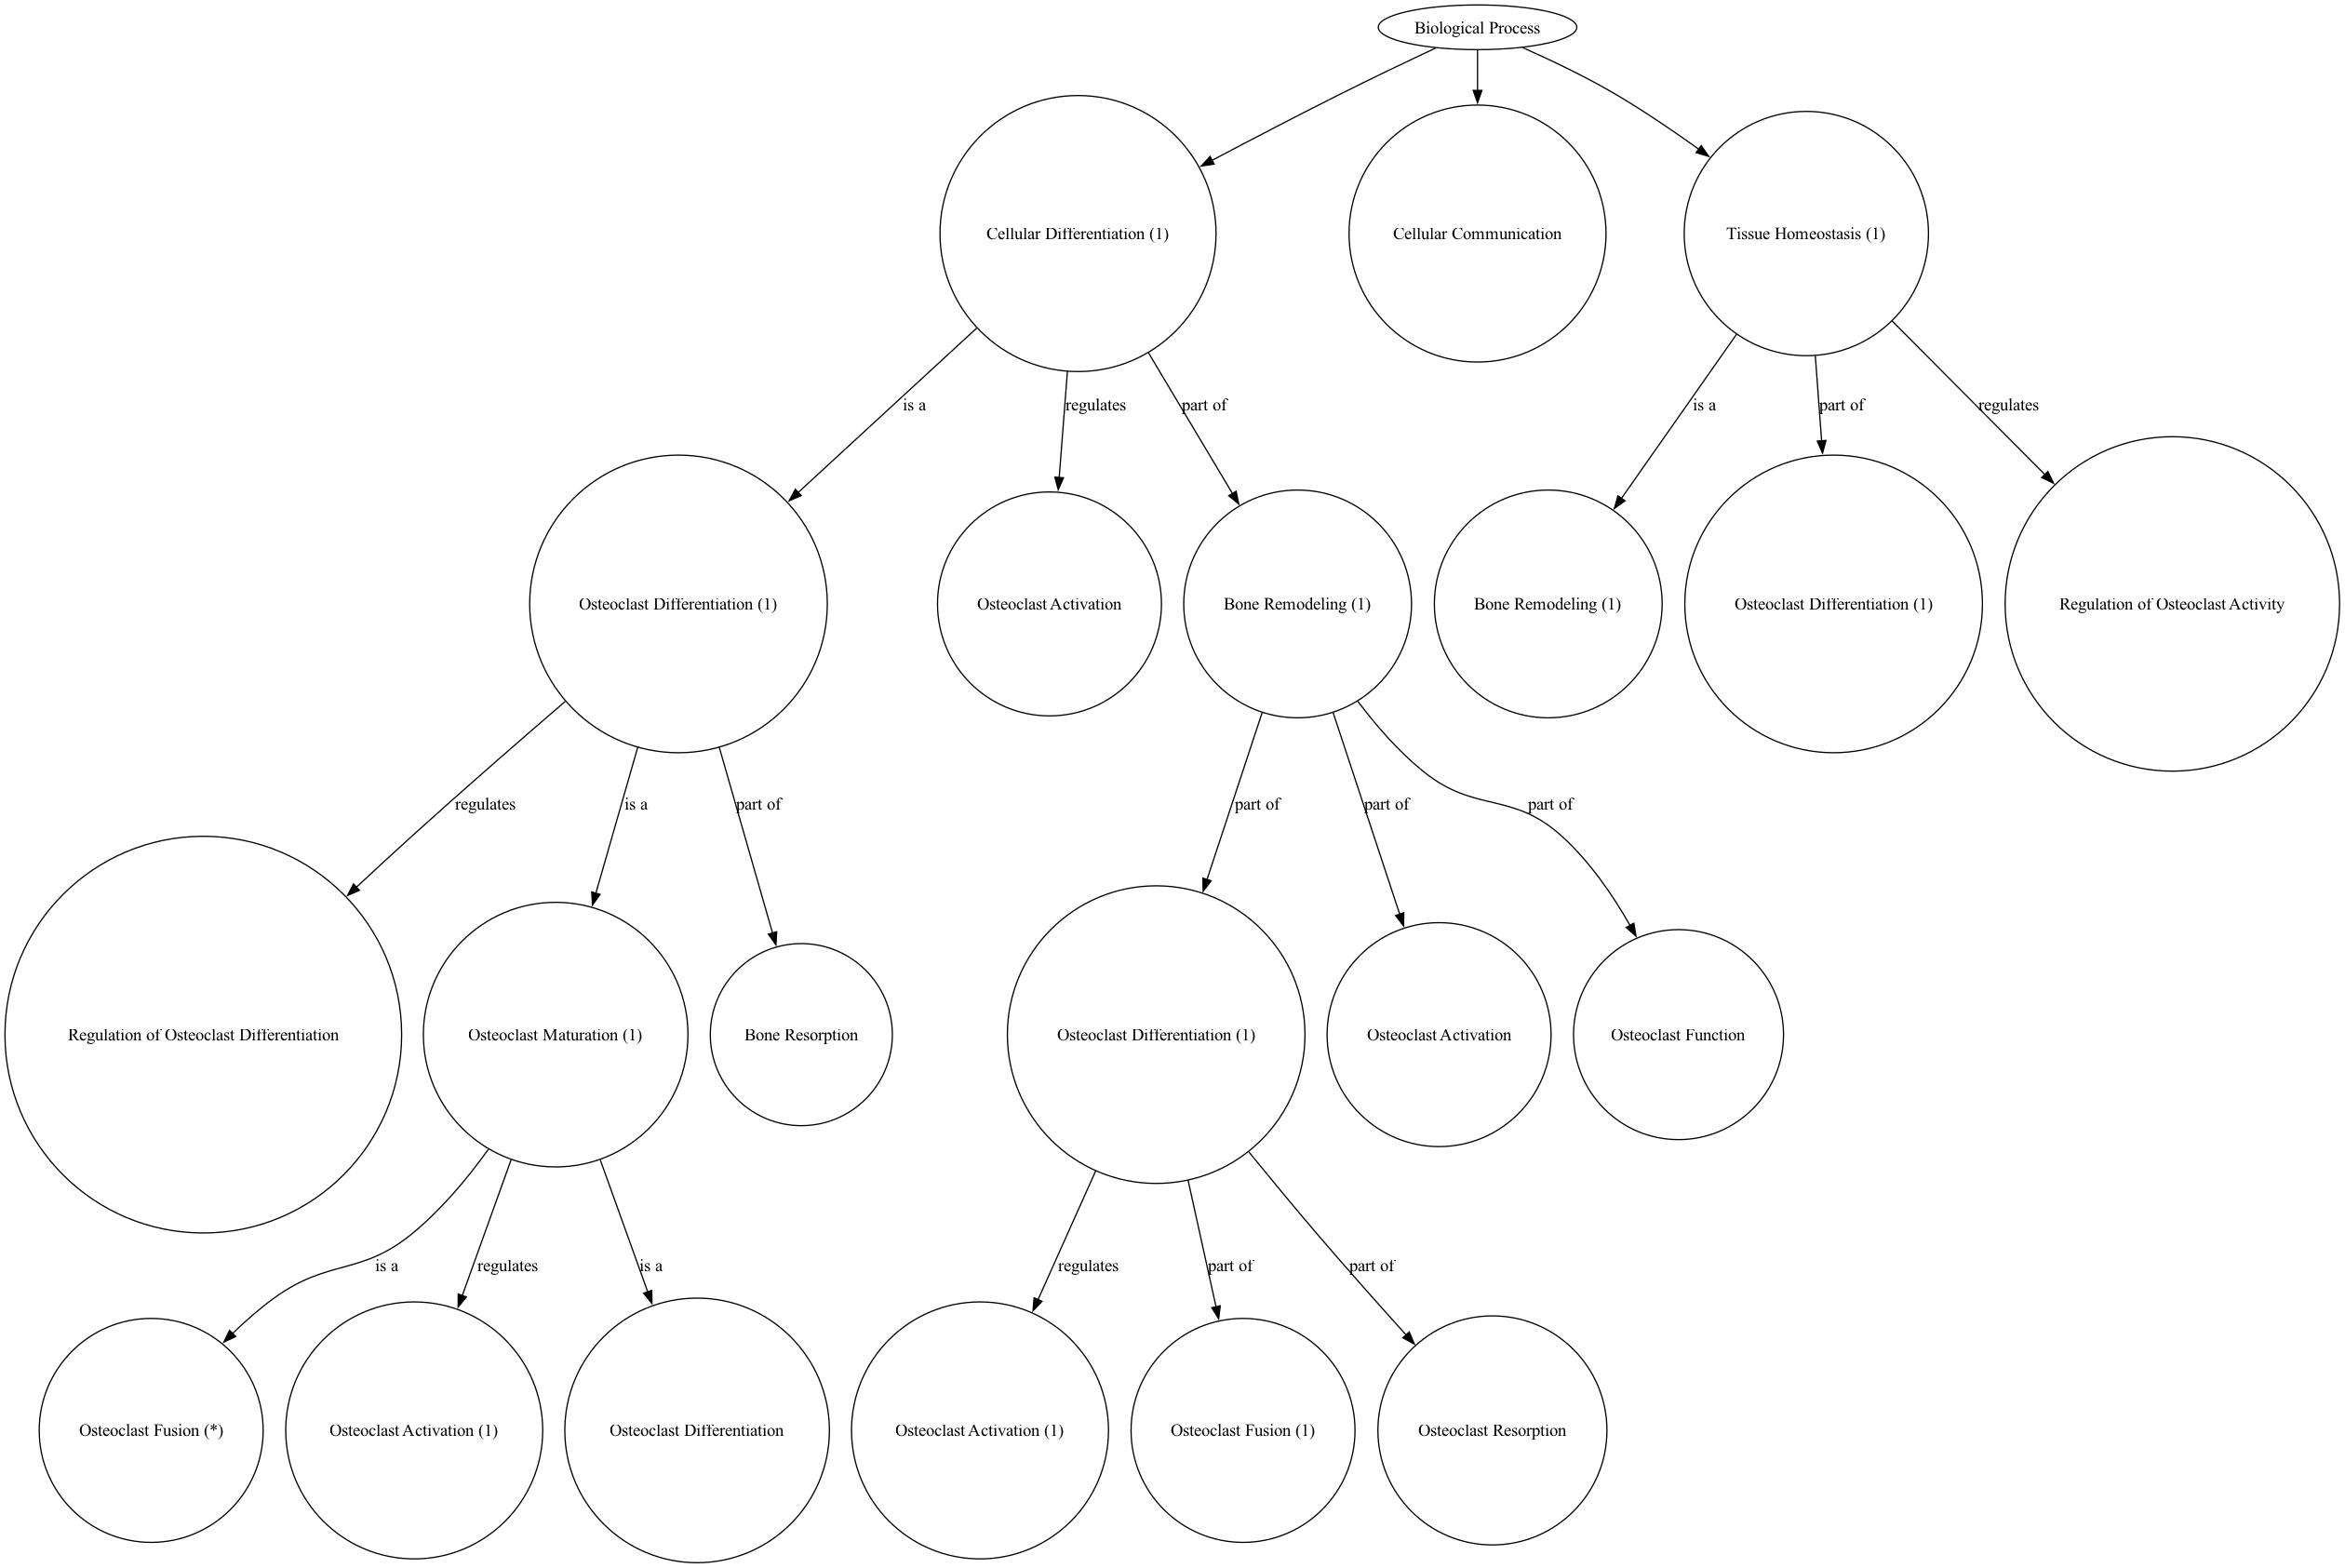 Biological Process
Cellular Differentiation (1)
Cellular Communication
Tissue Homeostasis (1)
is a
regulates
part of
is a
part of
regulates
Osteoclast Differentiation (1)
Osteoclast Activation
Bone Remodeling (1)
Bone Remodeling (1)
Osteoclast Differentiation (1)
Regulation of Osteoclast Activity
regulates
is a
part of
part of
part of
part of
Regulation of Osteoclast Differentiation
Osteoclast Maturation (1)
Bone Resorption
Osteoclast Differentiation (1)
Osteoclast Activation
Osteoclast Function
is a
regulates
is a
regulates
part of
part of
Osteoclast Fusion (*)
Osteoclast Activation (1)
Osteoclast Differentiation
Osteoclast Activation (1)
Osteoclast Fusion (1)
Osteoclast Resorption